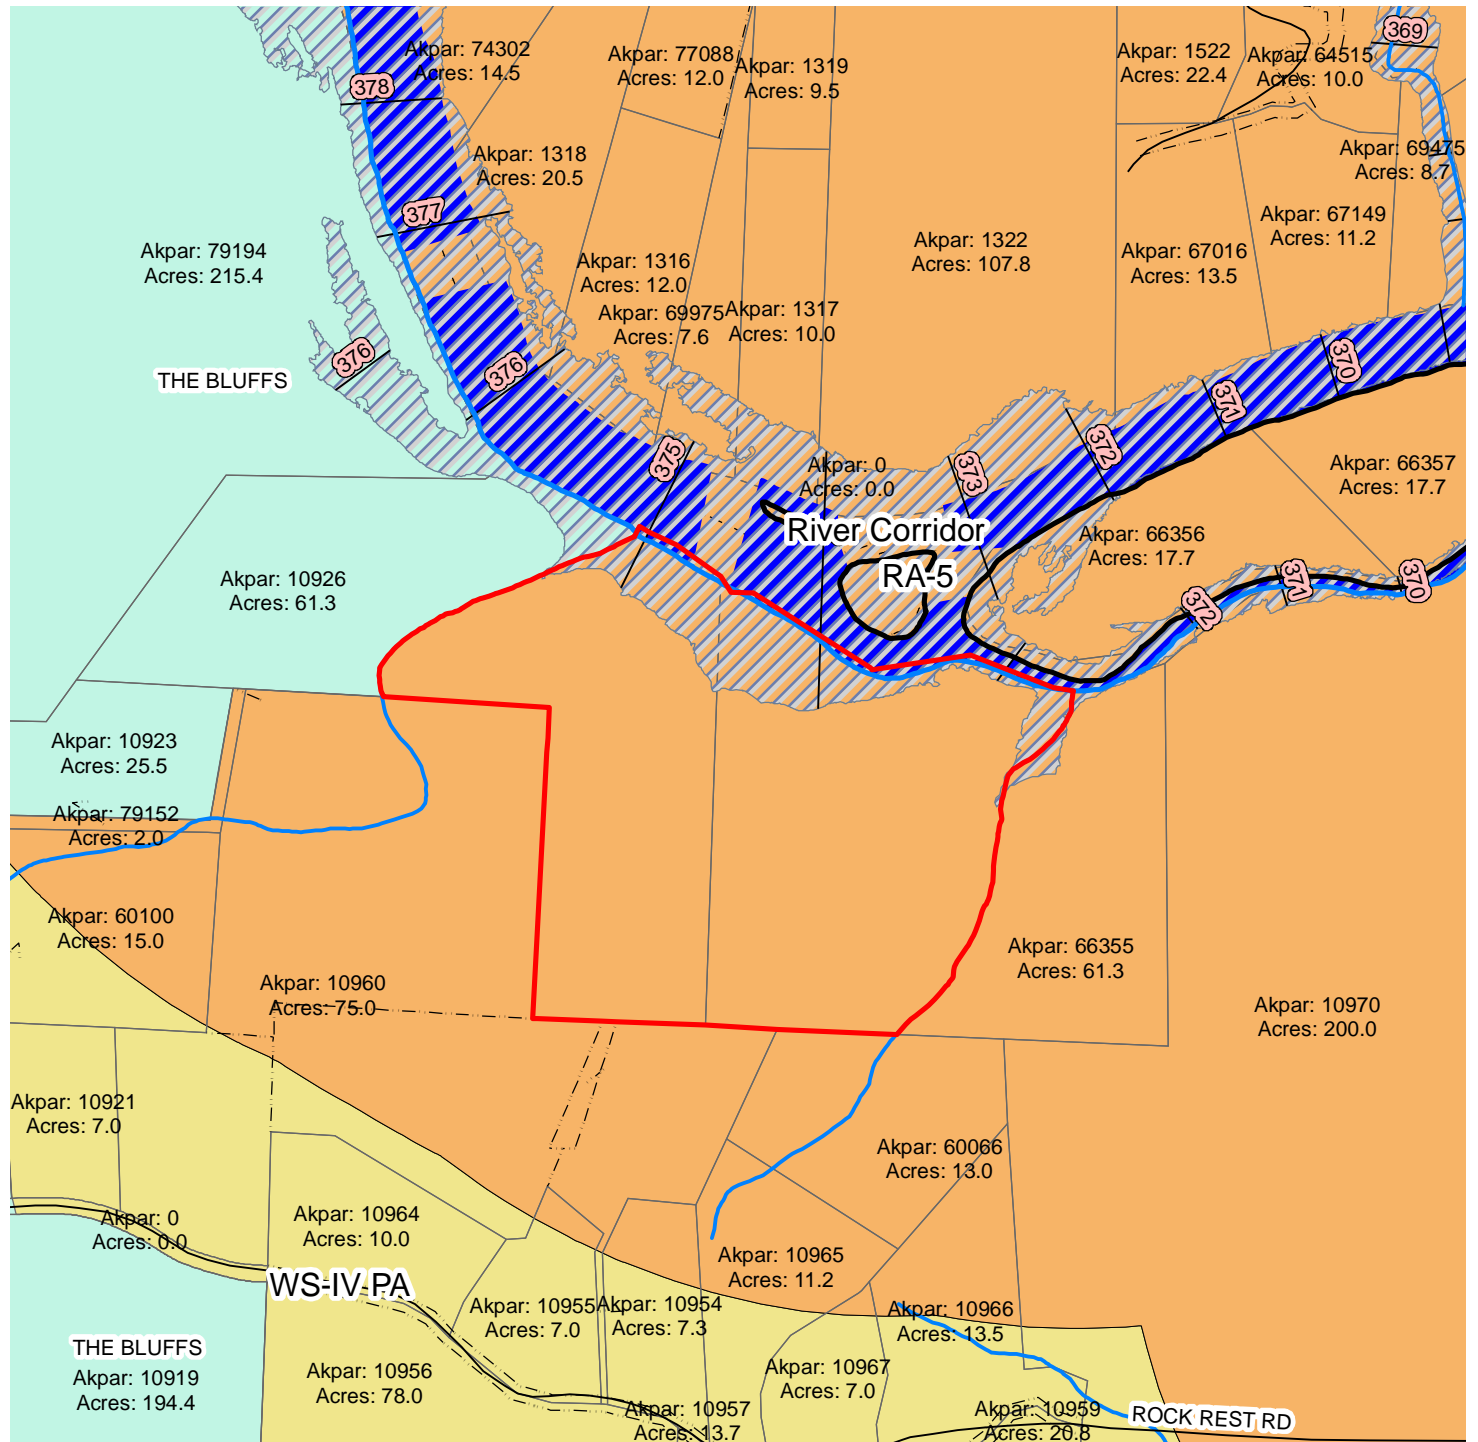 369
Akpar: 74302
Acres: 14.5
Akpar: 77088
Acres: 12.0
Akpar: 1319
Acres: 9.5
Akpar: 1522
Acres: 22.4
Akpar: 64515
Acres: 10.0
378
Akpar: 1318
Acres: 20.5
Akpar: 69475
Acres: 8.7
377
Akpar: 67149
Acres: 11.2
Akpar: 79194
Acres: 215.4
Akpar: 1316
Acres: 12.0
Akpar: 1322
Acres: 107.8
Akpar: 67016
Acres: 13.5
Akpar: 69975
Acres: 7.6
Akpar: 1317
Acres: 10.0
376
376
370
THE BLUFFS
371
372
375
373
Akpar: 0
Acres: 0.0
Akpar: 66357
Acres: 17.7
River Corridor
Akpar: 66356
Acres: 17.7
RA-5
Akpar: 10926
Acres: 61.3
372
371
370
Akpar: 10923
Acres: 25.5
Akpar: 79152
Acres: 2.0
Akpar: 60100
Acres: 15.0
Akpar: 66355
Acres: 61.3
Akpar: 10960
Acres: 75.0
Akpar: 10970
Acres: 200.0
Akpar: 10921
Acres: 7.0
Akpar: 60066
Acres: 13.0
Akpar: 0
Acres: 0.0
Akpar: 10964
Acres: 10.0
Akpar: 10965
Acres: 11.2
WS-IV PA
Akpar: 10955
Acres: 7.0
Akpar: 10954
Acres: 7.3
Akpar: 10966
Acres: 13.5
THE BLUFFS
Akpar: 10919
Acres: 194.4
Akpar: 10956
Acres: 78.0
Akpar: 10967
Acres: 7.0
Akpar: 10957
Acres: 13.7
Akpar: 10959
Acres: 20.8
ROCK REST RD